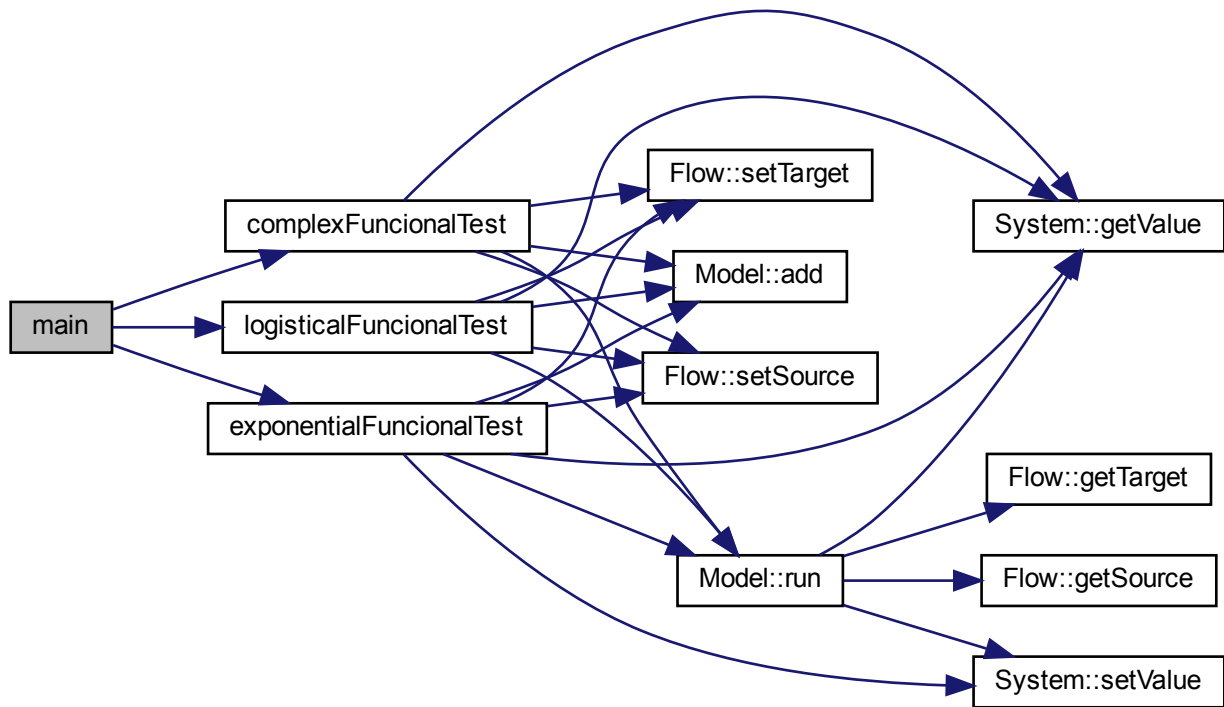 main
complexFuncionalTest
logisticalFuncionalTest
exponentialFuncionalTest
Flow::setTarget
Model::add
Flow::setSource
Model::run
System::getValue
Flow::getTarget
Flow::getSource
System::setValue